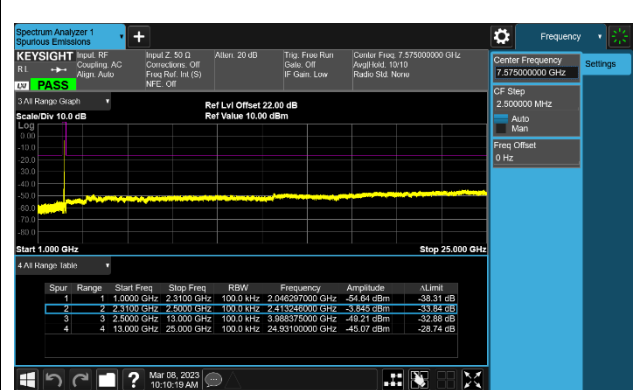 Spectrum Analyzer 1
Spurious Emissions
Frequency
KEYSIGHT
Input: RF
Coupling: AC
Align: Auto
Input Z: 50 Ω
Corrections: Off
Freq Ref: Int (S)
NFE: Off
Atten: 20 dB
Trig: Free Run
Gate: Off
IF Gain: Low
Center Freq: 7.575000000 GHz
Avg|Hold: 10/10
Radio Std: None
PASS
Center Frequency
7.575000000 GHz
Settings
CF Step
2.500000 MHz
Auto
Man
Freq Offset
0 Hz
3 All Range Graph
Scale/Div 10.0 dB
Ref Lvl Offset 22.00 dB
Ref Value 10.00 dBm
Log
0.00
-10.0
-20.0
-30.0
-40.0
-50.0
-60.0
-70.0
-80.0
Start 1.000 GHz
Stop 25.000 GHz
4 All Range Table
Spur Range Start Freq Stop Freq RBW Frequency Amplitude ΔLimit
1 1 1.0000 GHz 2.3100 GHz 100.0 kHz 2.046297000 GHz -54.64 dBm -38.31 dB
2 2 2.3100 GHz 2.5000 GHz 100.0 kHz 2.413246000 GHz -3.845 dBm -33.84 dB
3 3 2.5000 GHz 13.000 GHz 100.0 kHz 3.988375000 GHz -49.21 dBm -32.88 dB
4 4 13.000 GHz 25.000 GHz 100.0 kHz 24.93100000 GHz -45.07 dBm -28.74 dB
Mar 08, 2023
10:10:19 AM